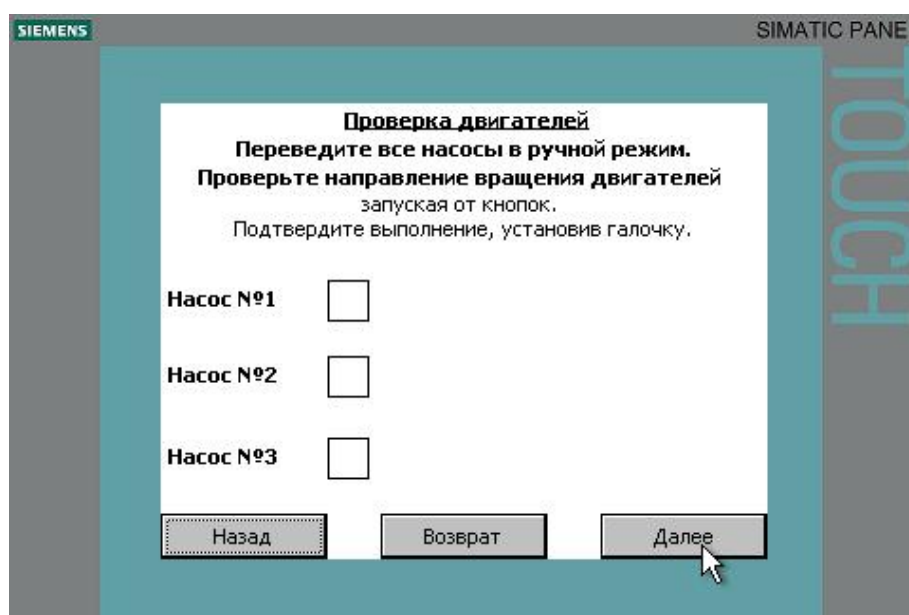 SIEMENS
SIMATIC PANE
TOUCH
Проверка двигателей
Переведите все насосы в ручной режим.
Проверьте направление вращения двигателей
запуская от кнопок.
Подтвердите выполнение, установив галочку.
Насос №1
Насос №2
Насос №3
Назад
Возврат
Далее